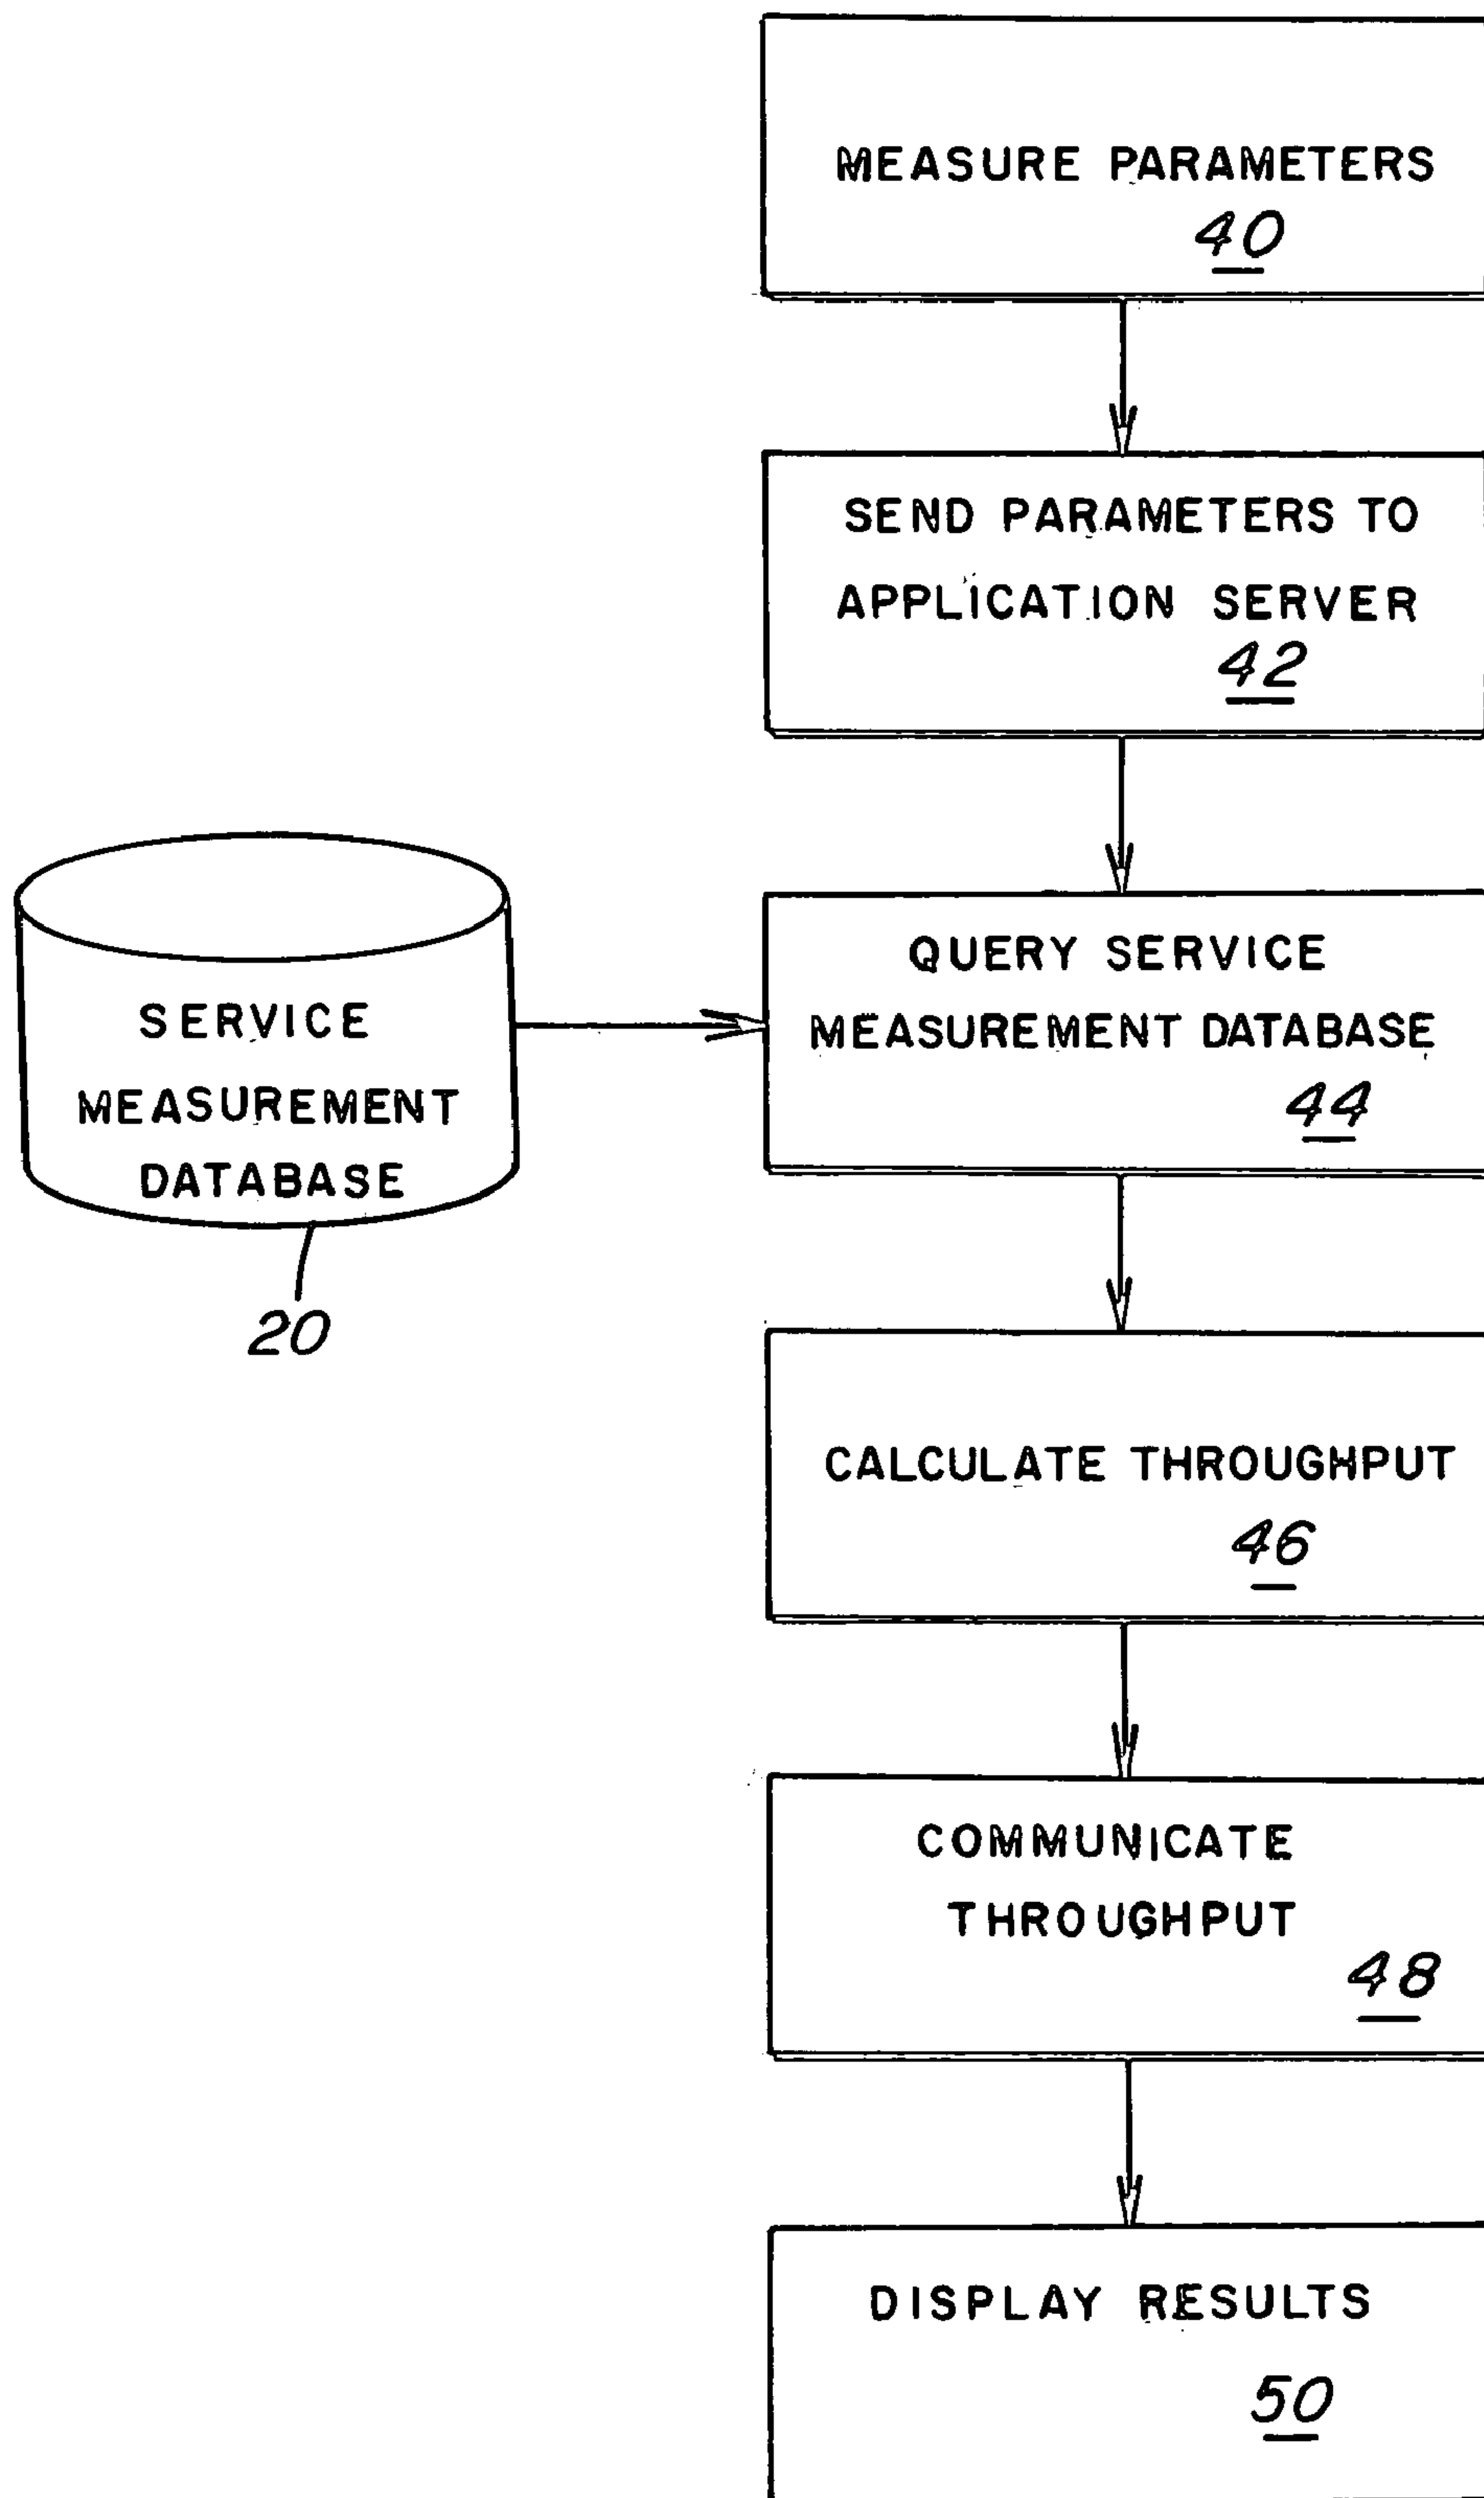 MEASURE PARAMETERS
40
SEND PARAMETERS TO
APPLICATION SERVER
42
SERVICE
MEASUREMENT
DATABASE
20
QUERY SERVICE
MEASUREMENT DATABASE
44
CALCULATE THROUGHPUT
46
COMMUNICATE
THROUGHPUT
48
DISPLAY RESULTS
50